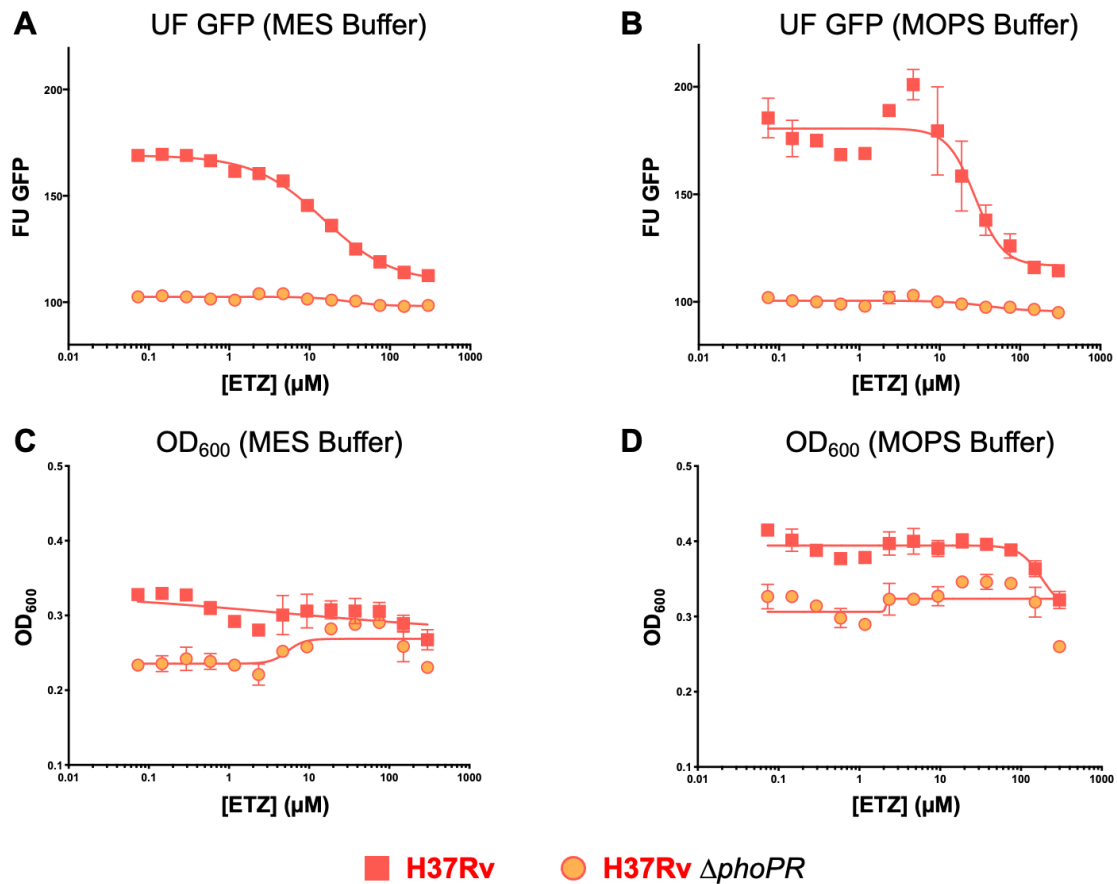 A
UF GFP (MES Buffer)
200
150
100
FU GFP
0.01 0.1 1 10 100 1000
[ETZ] (µM)
B
UF GFP (MOPS Buffer)
200
150
100
FU GFP
0.01 0.1 1 10 100 1000
[ETZ] (µM)
C
OD600 (MES Buffer)
0.5
0.4
0.3
0.2
0.1
OD600
0.01 0.1 1 10 100 1000
[ETZ] (µM)
D
OD600 (MOPS Buffer)
0.5
0.4
0.3
0.2
0.1
OD600
0.01 0.1 1 10 100 1000
[ETZ] (µM)
H37Rv
H37Rv ΔphoPR